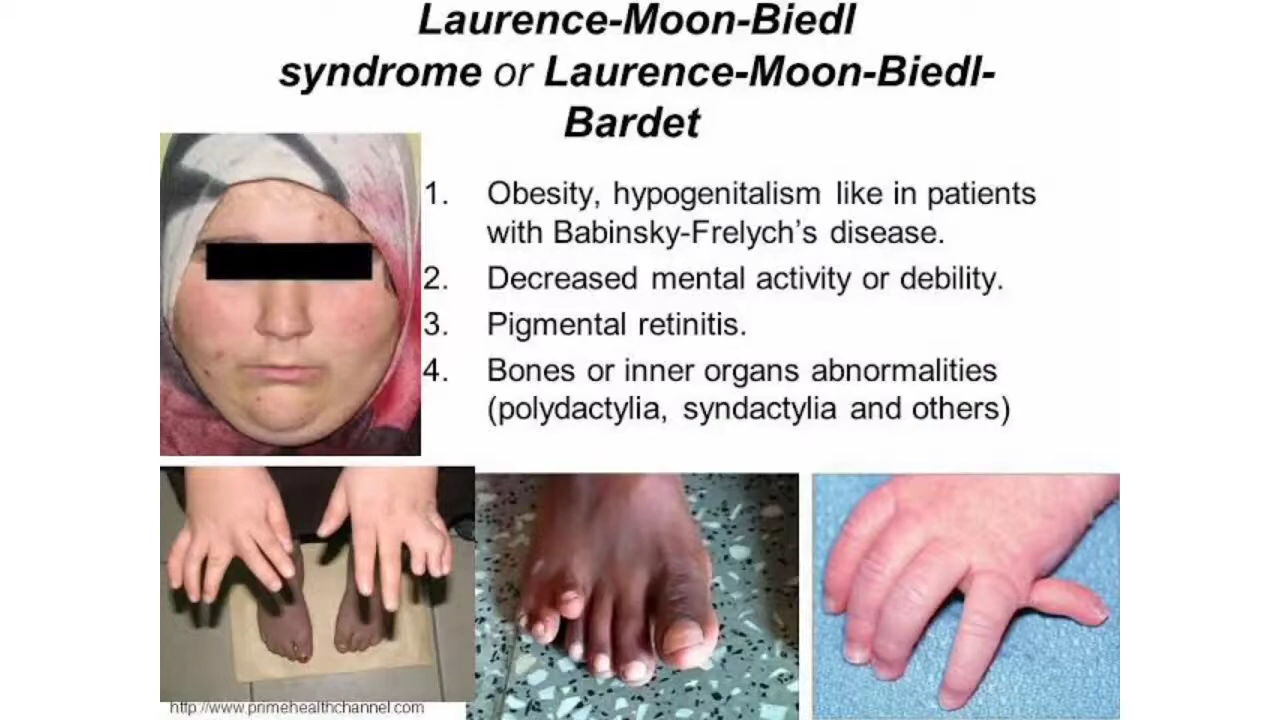 Laurence-Moon-Biedl
syndrome or Laurence-Moon-Biedl-
Bardet
1. Obesity, hypogenitalism like in patients
with Babinsky-Frelych’s disease.
2. Decreased mental activity or debility.
3. Pigmental retinitis.
4. Bones or inner organs abnormalities
(polydactylia, syndactylia and others)
http://www.primehealthchannel.com